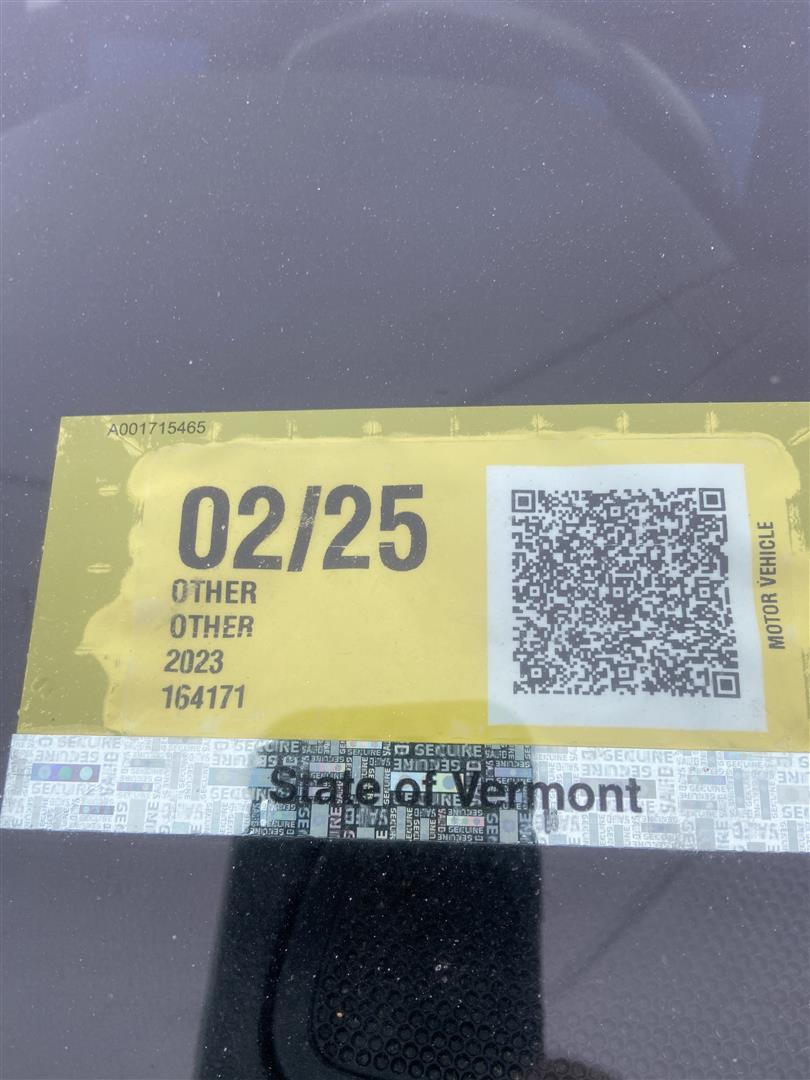 A001715465
02/25
OTHER
OTHER
2023
164171
MOTOR VEHICLE
State of Vermont